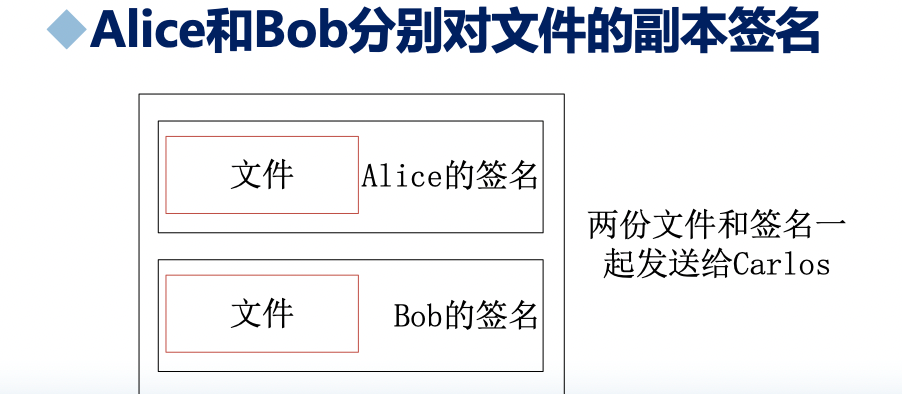 Alice和Bob分别对文件的副本签名
文件 Alice的签名
两份文件和签名一
起发送给Carlos
文件 Bob的签名